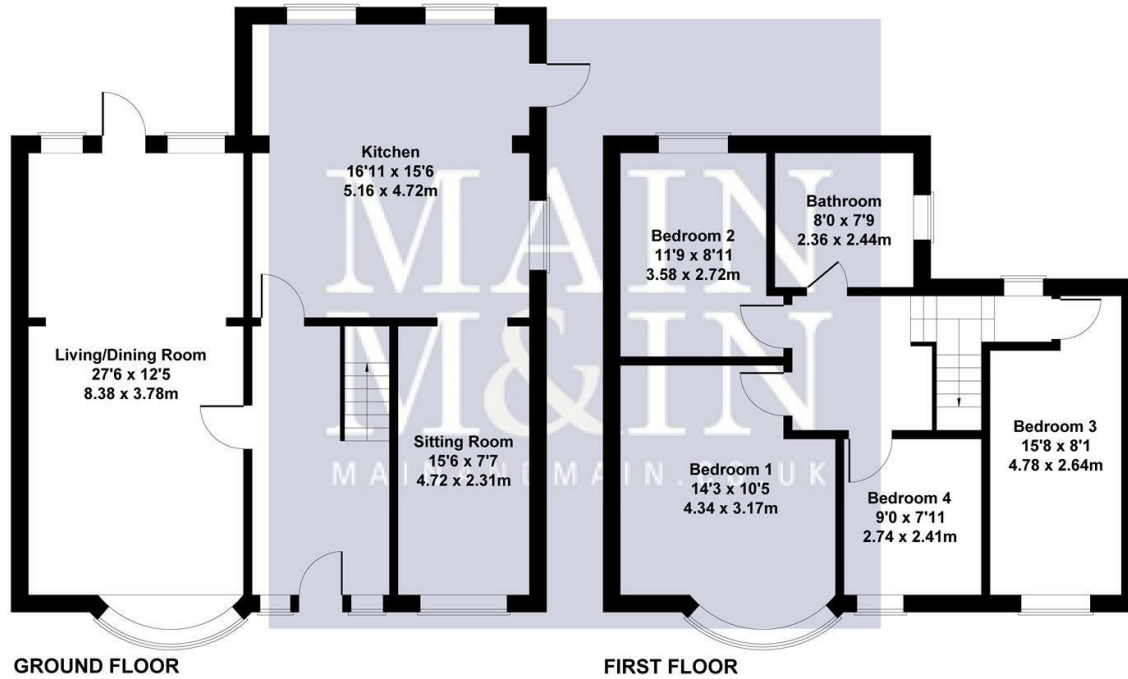 Kitchen
16'11 x 15'6
5.16 x 4.72m
Living/Dining Room
27'6 x 12'5
8.38 x 3.78m
Sitting Room
15'6 x 7'7
4.72 x 2.31m
GROUND FLOOR
Bedroom 2
11'9 x 8'11
3.58 x 2.72m
Bathroom
8'0 x 7'9
2.36 x 2.44m
Bedroom 1
14'3 x 10'5
4.34 x 3.17m
Bedroom 4
9'0 x 7'11
2.74 x 2.41m
Bedroom 3
15'8 x 8'1
4.78 x 2.64m
FIRST FLOOR
MAIN
&
MAIN
MAINANDMAIN.CO.UK